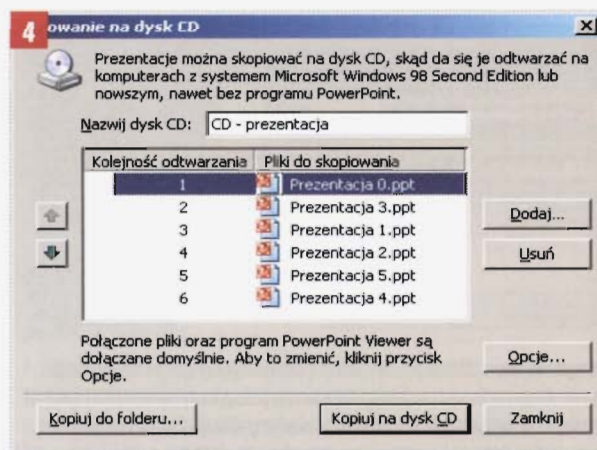 4
owanie na dysk CD
Prezentacje można skopiować na dysk CD, skąd da się je odtwarzać na
komputerach z systemem Microsoft Windows 98 Second Edition lub
nowszym, nawet bez programu PowerPoint.
Nazwij dysk CD: CD - prezentacja
Kolejność odtwarzania Pliki do skopiowania
1 Prezentacja 0.ppt
2 Prezentacja 3.ppt
3 Prezentacja 1.ppt
4 Prezentacja 2.ppt
5 Prezentacja 5.ppt
6 Prezentacja 4.ppt
Dodaj...
Usuń
Połączone pliki oraz program PowerPoint Viewer są
dołączane domyślnie. Aby to zmienić, kliknij przycisk
Opcje.
Opcje...
Kopiuj do folderu... Kopiuj na dysk CD Zamknij